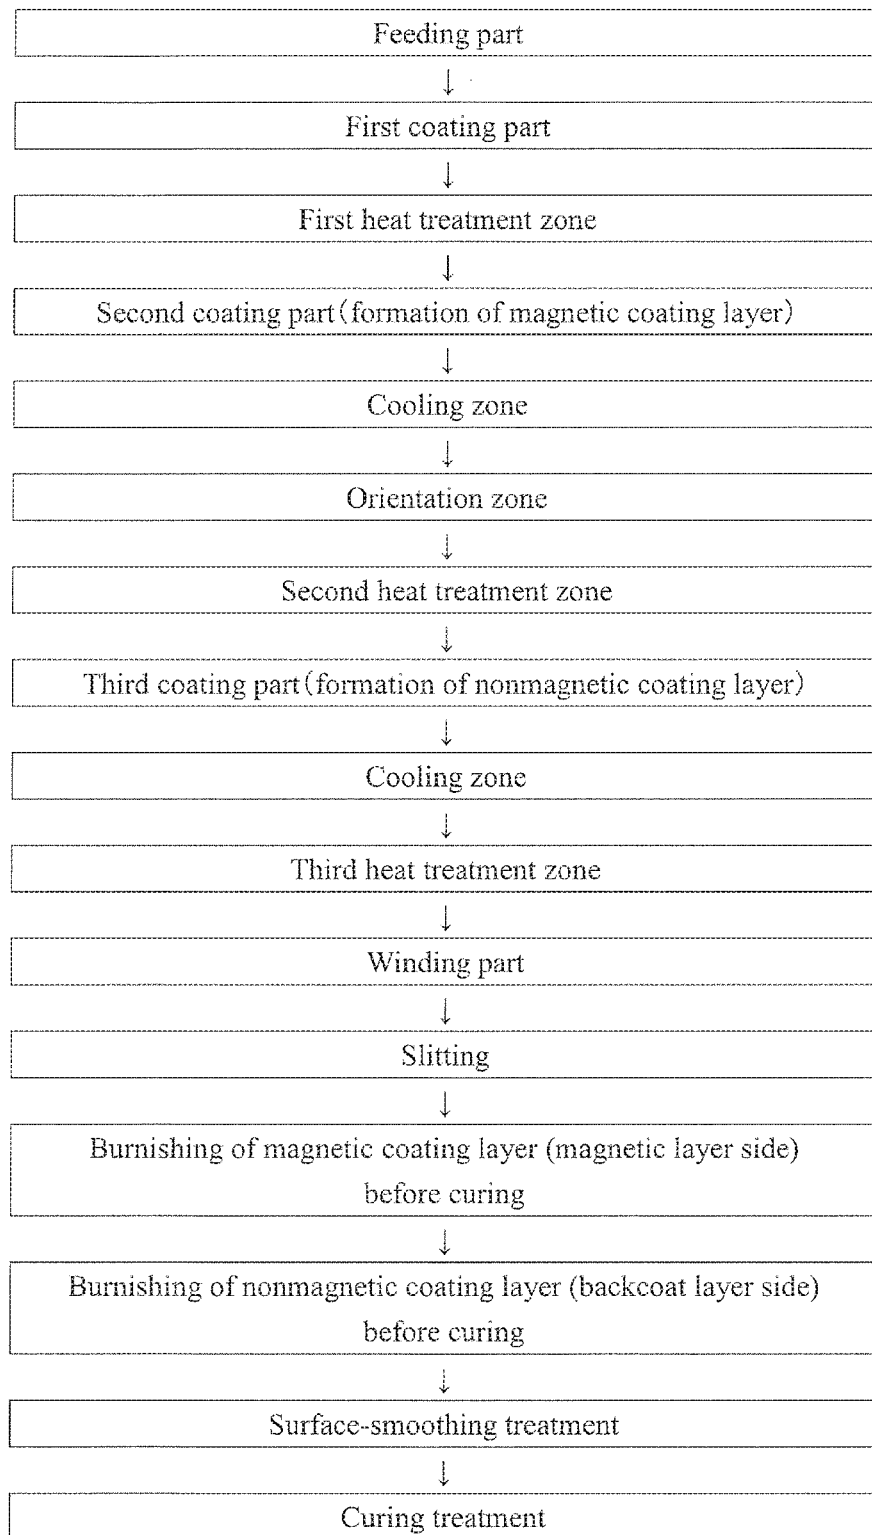 Feeding part
↓
First coating part
↓
First heat treatment zone
↓
Second coating part(formation of magnetic coating layer)
↓
Cooling zone
↓
Orientation zone
↓
Second heat treatment zone
↓
Third coating part(formation of nonmagnetic coating layer)
↓
Cooling zone
↓
Third heat treatment zone
↓
Winding part
↓
Slitting
↓
Burnishing of magnetic coating layer (magnetic layer side)
before curing
↓
Burnishing of nonmagnetic coating layer (backcoat layer side)
before curing
↓
Surface-smoothing treatment
↓
Curing treatment